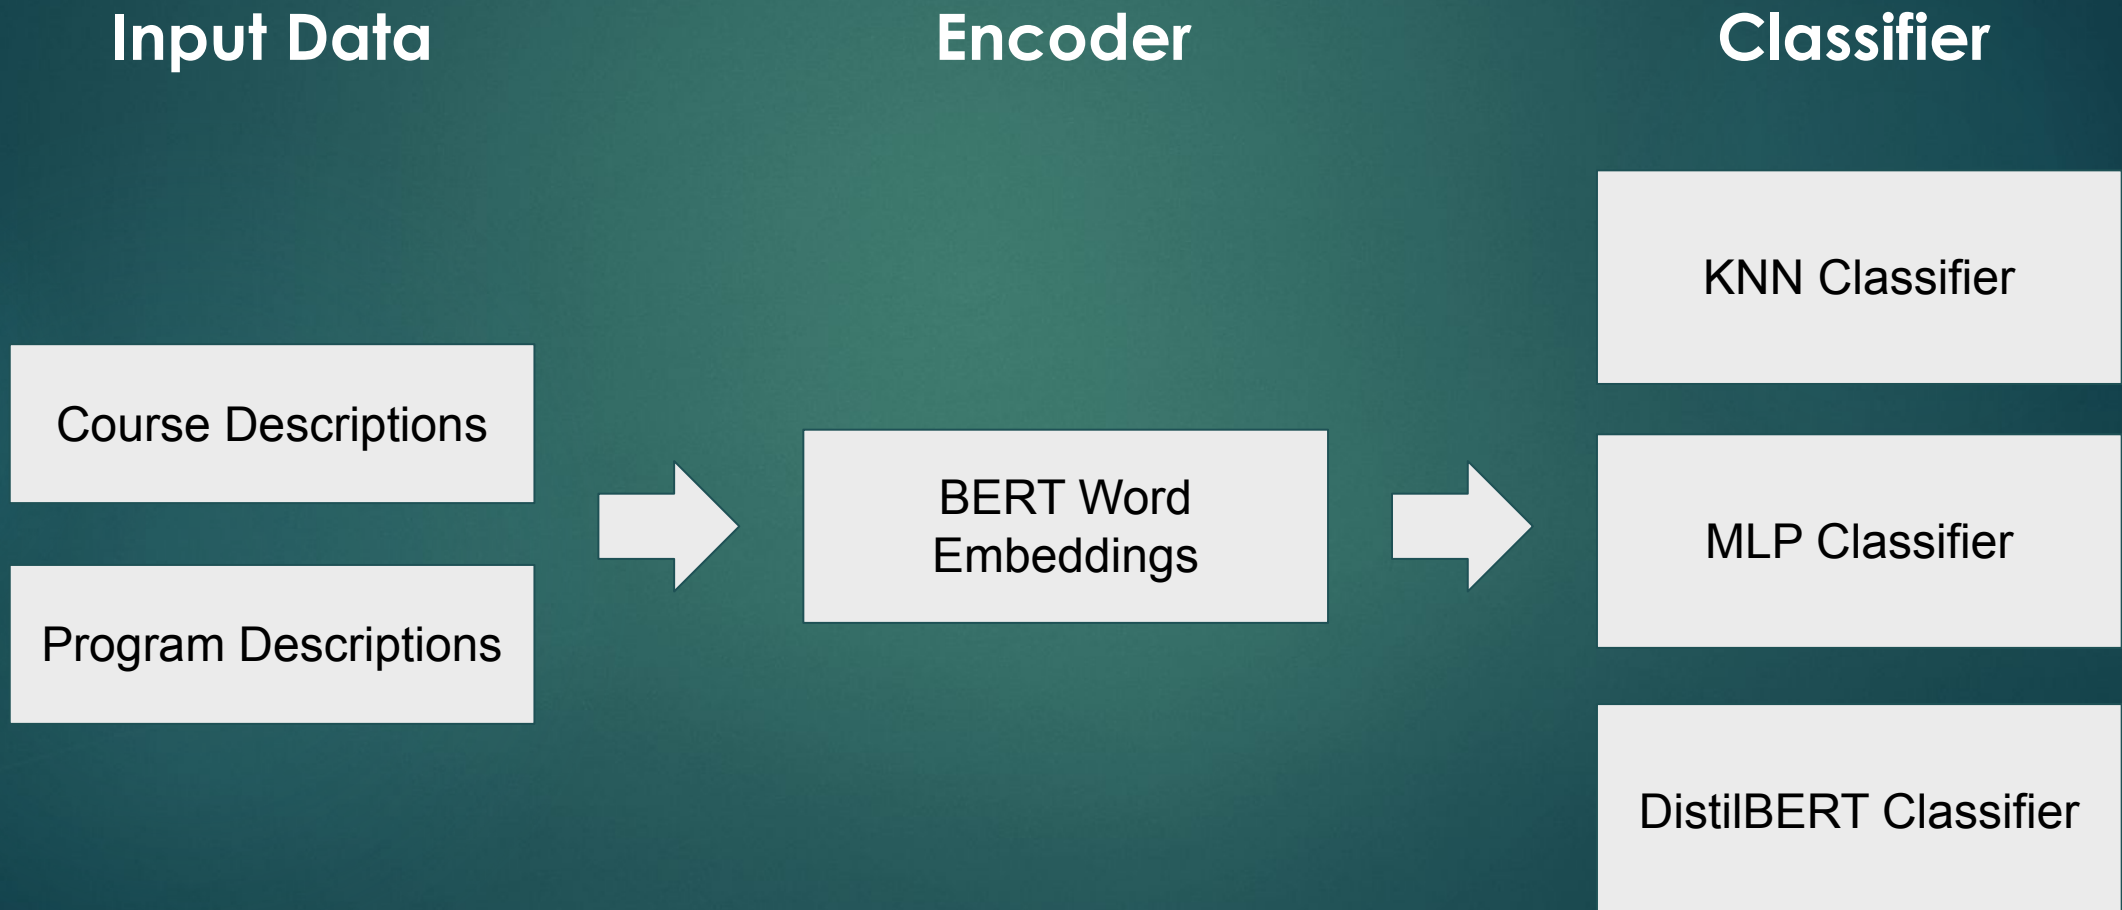 Input Data
Encoder
Classifier
Course Descriptions
Program Descriptions
BERT Word
Embeddings
KNN Classifier
MLP Classifier
DistilBERT Classifier